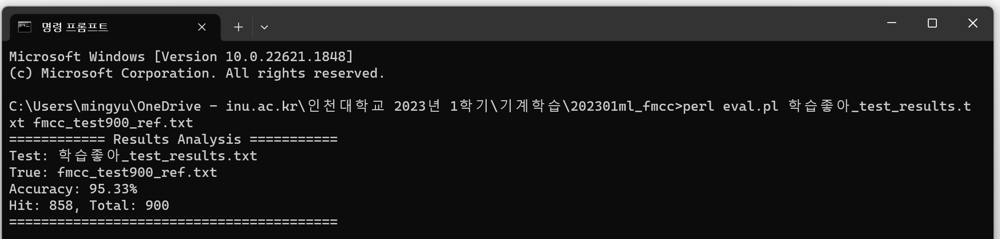 명령 프롬프트
Microsoft Windows [Version 10.0.22621.1848]
(c) Microsoft Corporation. All rights reserved.
C:\Users\mingyu\OneDrive - inu.ac.kr\인천대학교 2023년 1학기\기계학습\202301ml_fmcc>perl eval.pl 학습좋아_test_results.t
xt fmcc_test900_ref.txt
============ Results Analysis ===========
Test: 학습좋아_test_results.txt
True: fmcc_test900_ref.txt
Accuracy: 95.33%
Hit: 858, Total: 900
=========================================